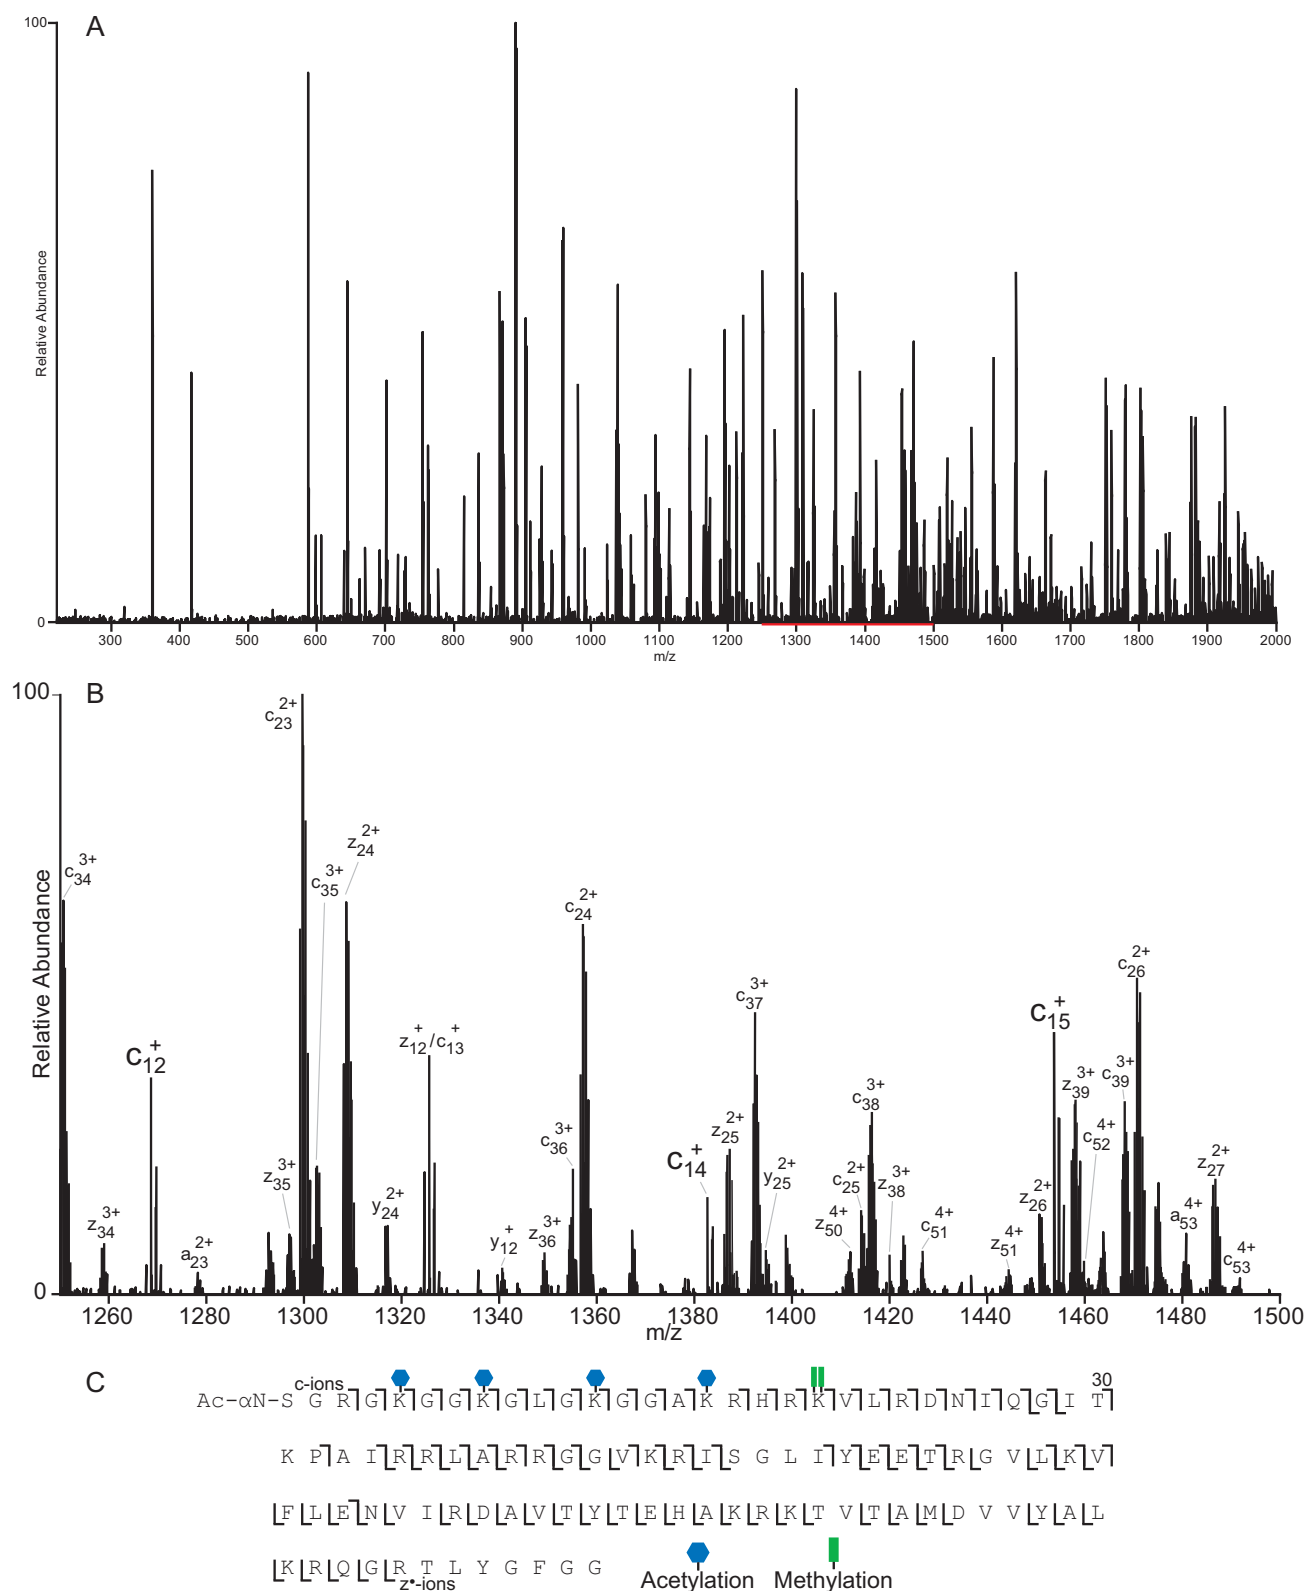 A
100
Relative Abundance
0
300 400 500 600 700 800 900 1000 1100 1200 1300 1400 1500 1600 1700 1800 1900 2000
m/z
B
100
Relative Abundance
0
c34 3+
z34 3+
c12 +
a23 2+
z35 3+
c23 2+
c35 3+
z24 2+
y24 2+
z12 + /c13 +
y12 +
z36 3+
c36 3+
c24 2+
c14 +
z25 2+
c37 3+
y25 2+
z50 4+
c25 2+
c38 3+
z38 3+
c51 4+
z51 4+
z26 2+
c15 +
z39 3+
c52 4+
c39 3+
c26 2+
a53 4+
z27 2+
c53 4+
1260 1280 1300 1320 1340 1360 1380 1400 1420 1440 1460 1480 1500
m/z
C
c-ions
30
Ac-αN-S G R G K G G K G L G K G G A K R H R K V L R D N I Q G I T
K P A I R R L A R R G G V K R I S G L I Y E E T R G V L K V
F L E N V I R D A V T Y T E H A K R K T V T A M D V V Y A L
K R Q G R T L Y G F G G
z•-ions
Acetylation Methylation